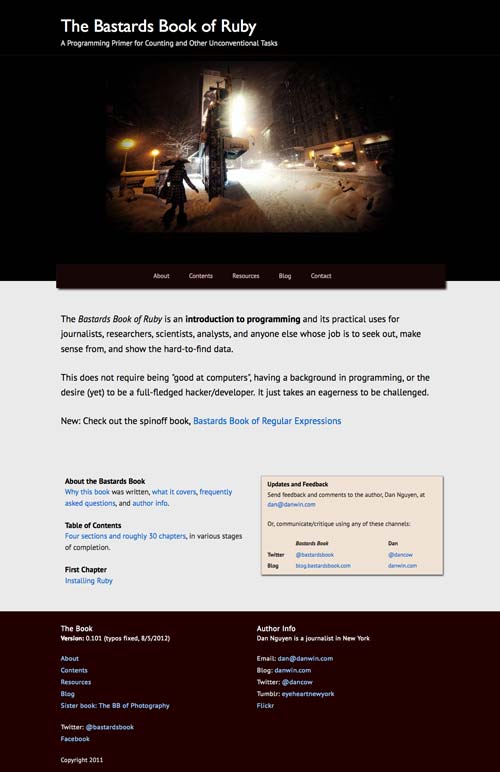 The Bastards Book of Ruby
A Programming Primer for Counting and Other Unconventional Tasks
About Contents Resources Blog Contact
The Bastards Book of Ruby is an introduction to programming and its practical uses for
journalists, researchers, scientists, analysts, and anyone else whose job is to seek out, make
sense from, and show the hard-to-find data.
This does not require being "good at computers", having a background in programming, or the
desire (yet) to be a full-fledged hacker/developer. It just takes an eagerness to be challenged.
New: Check out the spinoff book, Bastards Book of Regular Expressions
About the Bastards Book
Why this book was written, what it covers, frequently
asked questions, and author info.
Table of Contents
Four sections and roughly 30 chapters, in various stages
of completion.
First Chapter
Installing Ruby
Updates and Feedback
Send feedback and comments to the author, Dan Nguyen, at
dan@danwin.com
Or, communicate/critique using any of these channels:
Bastards Book Dan
Twitter @bastardsbook @dancow
Blog blog.bastardsbook.com danwin.com
The Book
Version: 0.101 (typos fixed, 8/5/2012)
About
Contents
Resources
Blog
Sister book: The BB of Photography
Twitter: @bastardsbook
Facebook
Copyright 2011
Author Info
Dan Nguyen is a journalist in New York
Email: dan@danwin.com
Blog: danwin.com
Twitter: @dancow
Tumblr: eyeheartnewyork
Flickr